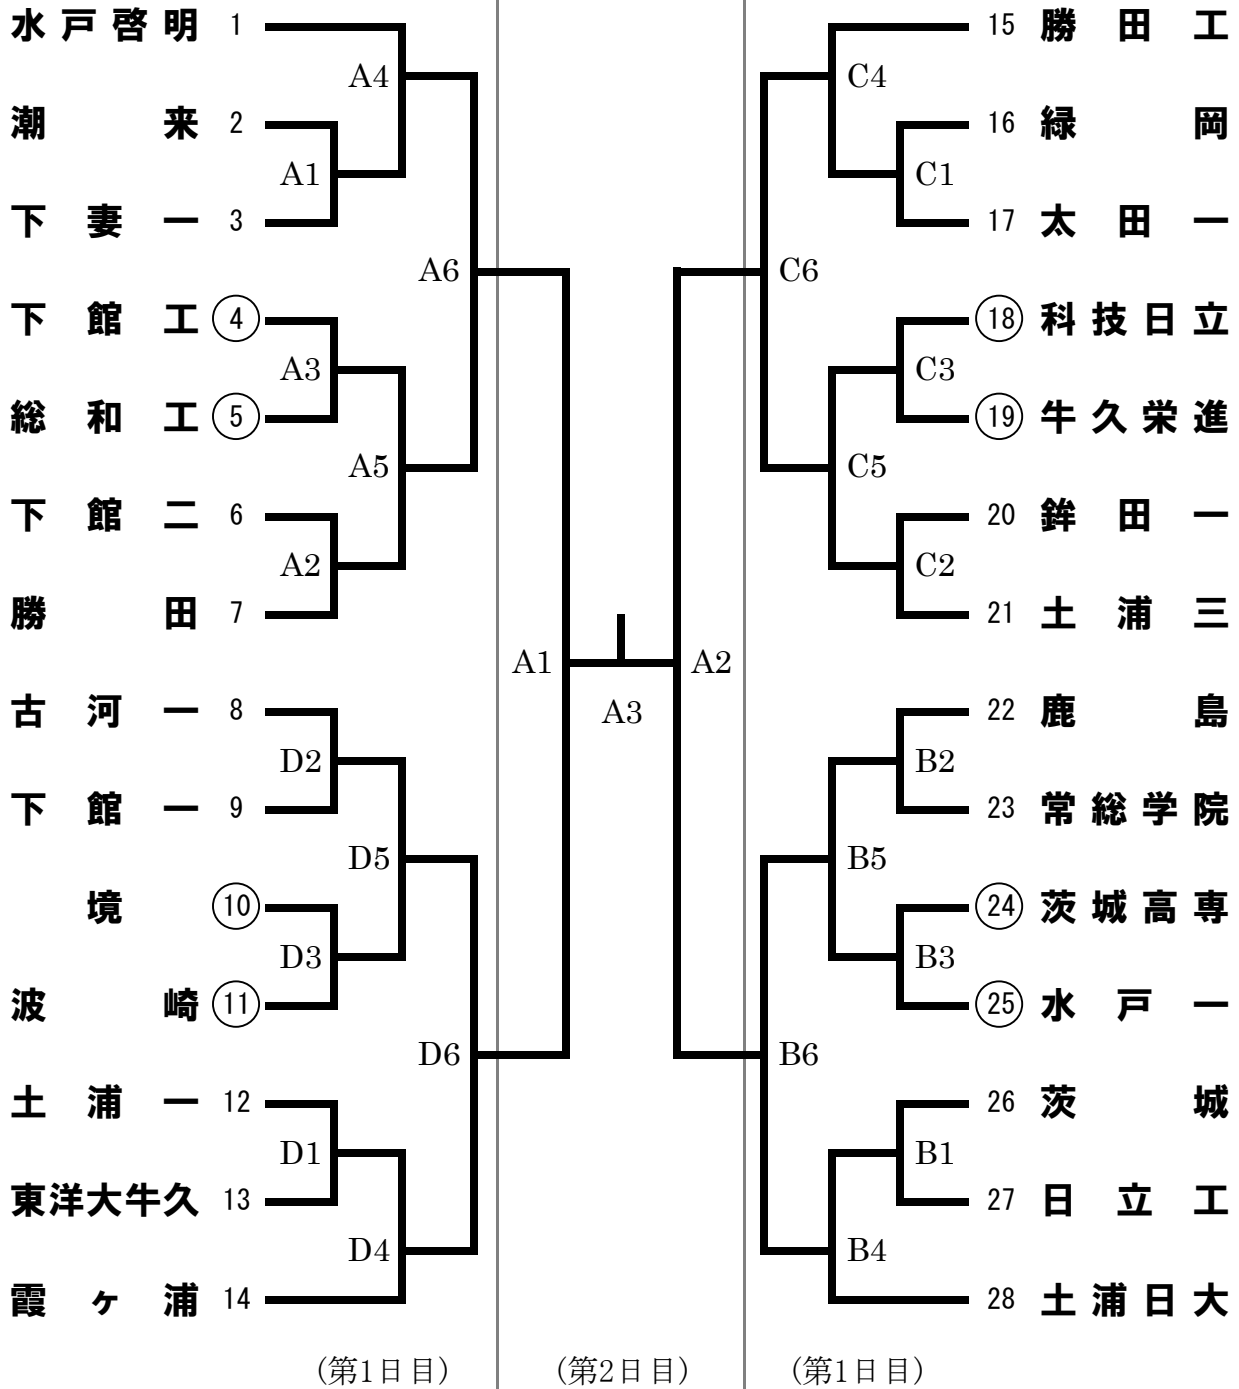 水戸啓明 1
A4
潮来 2
A1
下妻一 3
A6
下館工 ④
A3
総和工 ⑤
A5
下館二 6
A2
勝田 7
古河一 8
D2
下館一 9
D5
境 ⑩
D3
波崎 ⑪
D6
土浦一 12
D1
東洋大牛久 13
D4
霞ヶ浦 14
(第1日目)
A1
A3
A2
(第2日目)
15 勝田工
C4
16 緑岡
C1
17 太田一
C6
⑱ 科技日立
C3
⑲ 牛久栄進
C5
20 鉾田一
C2
21 土浦三
22 鹿島
B2
23 常総学院
B5
㉔ 茨城高専
B3
㉕ 水戸一
B6
26 茨城
B1
27 日立工
B4
28 土浦日大
(第1日目)